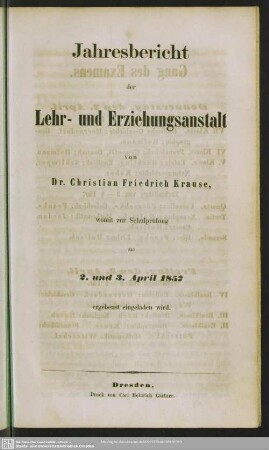 Jahresbericht
der
Lehr- und Erziehungsanstalt
von
Dr. Christian Friedrich Krause,
womit zur Schulprüfung
am
2. und 3. April 1857
ergebenst eingeladen wird.
Dresden,
Druck von Carl Heinrich Gärtner.